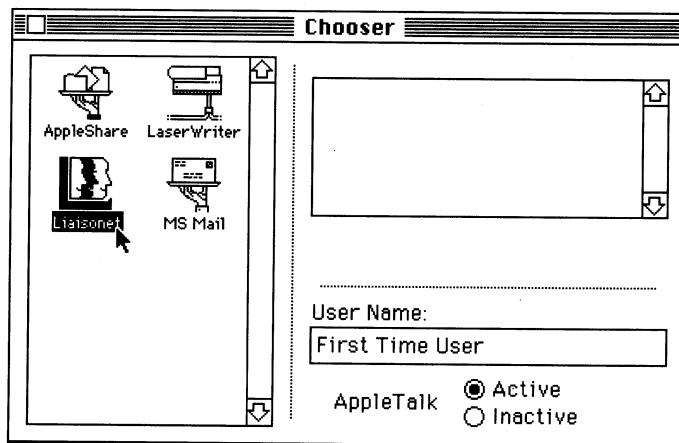 Chooser
AppleShare
LaserWriter
Liaisonet
MS Mail
User Name:
First Time User
AppleTalk
Active
Inactive